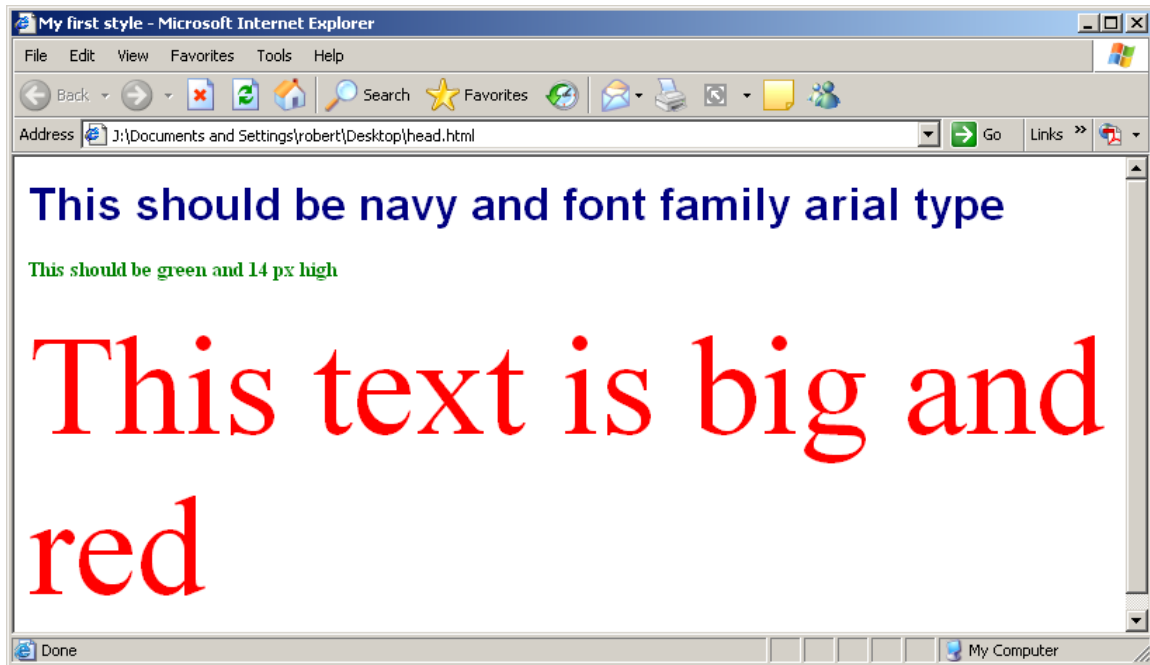 My first style - Microsoft Internet Explorer
File Edit View Favorites Tools Help
Back Search Favorites
Address J:\Documents and Settings\robert\Desktop\head.html Go Links »
This should be navy and font family arial type
This should be green and 14 px high
This text is big and
red
Done My Computer